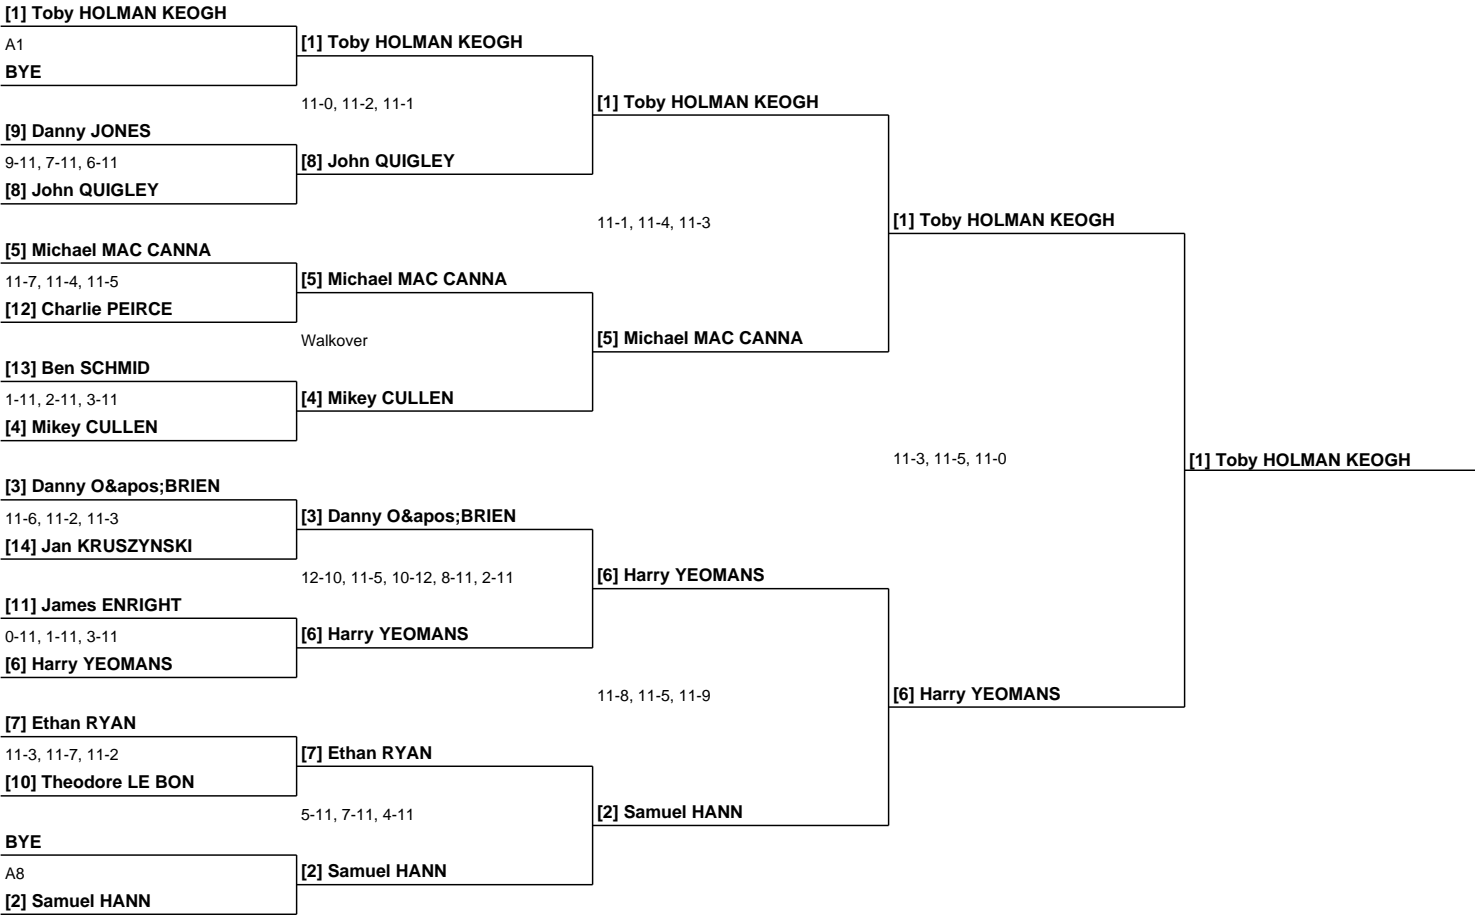 [1] Toby HOLMAN KEOGH
A1
BYE
[9] Danny JONES
9-11, 7-11, 6-11
[8] John QUIGLEY
[5] Michael MAC CANNA
11-7, 11-4, 11-5
[12] Charlie PEIRCE
[13] Ben SCHMID
1-11, 2-11, 3-11
[4] Mikey CULLEN
[3] Danny O&apos;BRIEN
11-6, 11-2, 11-3
[14] Jan KRUSZYNSKI
[11] James ENRIGHT
0-11, 1-11, 3-11
[6] Harry YEOMANS
[7] Ethan RYAN
11-3, 11-7, 11-2
[10] Theodore LE BON
BYE
A8
[2] Samuel HANN
[1] Toby HOLMAN KEOGH
11-0, 11-2, 11-1
[8] John QUIGLEY
[5] Michael MAC CANNA
Walkover
[4] Mikey CULLEN
[3] Danny O&apos;BRIEN
12-10, 11-5, 10-12, 8-11, 2-11
[6] Harry YEOMANS
[7] Ethan RYAN
5-11, 7-11, 4-11
[2] Samuel HANN
[1] Toby HOLMAN KEOGH
11-1, 11-4, 11-3
[5] Michael MAC CANNA
[6] Harry YEOMANS
11-8, 11-5, 11-9
[2] Samuel HANN
[1] Toby HOLMAN KEOGH
11-3, 11-5, 11-0
[6] Harry YEOMANS
[1] Toby HOLMAN KEOGH